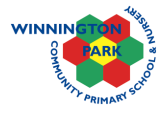 WINNINGTON
PARK
COMMUNITY PRIMARY SCHOOL & NURSERY